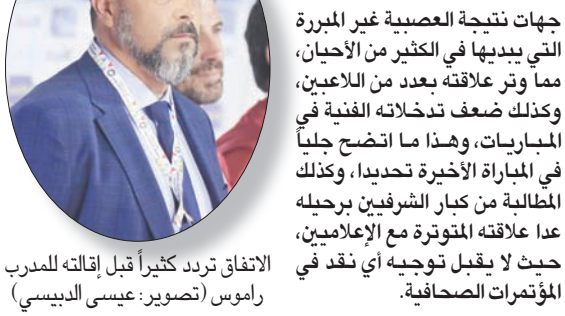 جهات نتيجة العصبية غير المبررة
التي يبديها في الكثير من الأحيان،
مما وتر علاقته بعدد من اللاعبين،
وكذلك ضعف تدخلاته الفنية في
المباريات، وهذا ما اتضح جلياً
في المباراة الأخيرة تحديدا، وكذلك
المطالبة من كبار الشرفيين برحيله
عدا علاقته المتوترة مع الإعلاميين،
حيث لا يقبل توجيه أي نقد في
المؤتمرات الصحافية.
الاتفاق تردد كثيراً قبل إقالته للمدرب
راموس (تصوير: عيسى الدبيسي)